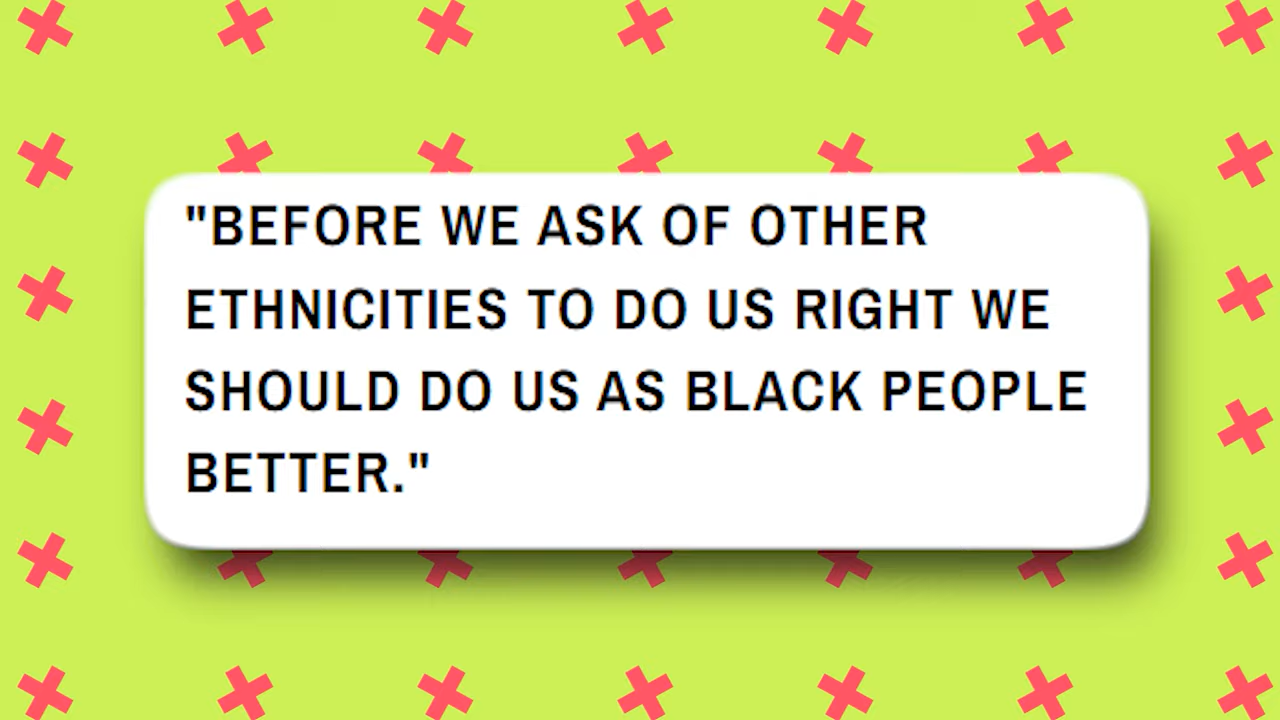 "BEFORE WE ASK OF OTHER
ETHNICITIES TO DO US RIGHT WE
SHOULD DO US AS BLACK PEOPLE
BETTER."